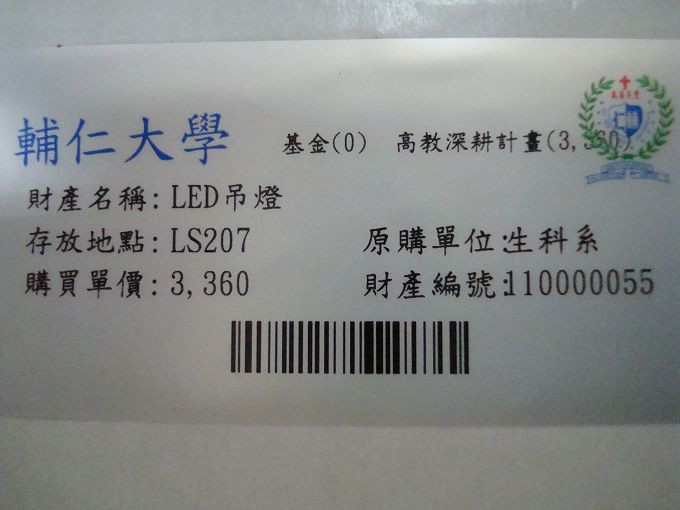 輔仁大學 基金(0) 高教深耕計畫(3,360)
財產名稱:LED吊燈
存放地點:LS207 原購單位:生科系
購買單價:3,360 財產編號:110000055